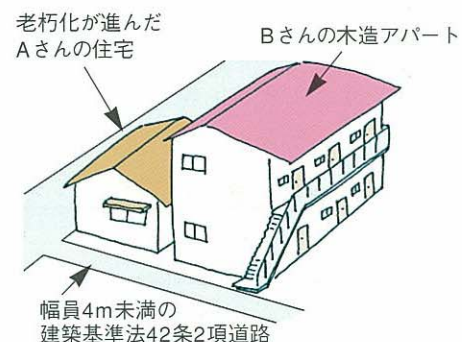 老朽化が進んだ
Aさんの住宅
Bさんの木造アパート
幅員4m未満の
建築基準法42条2項道路